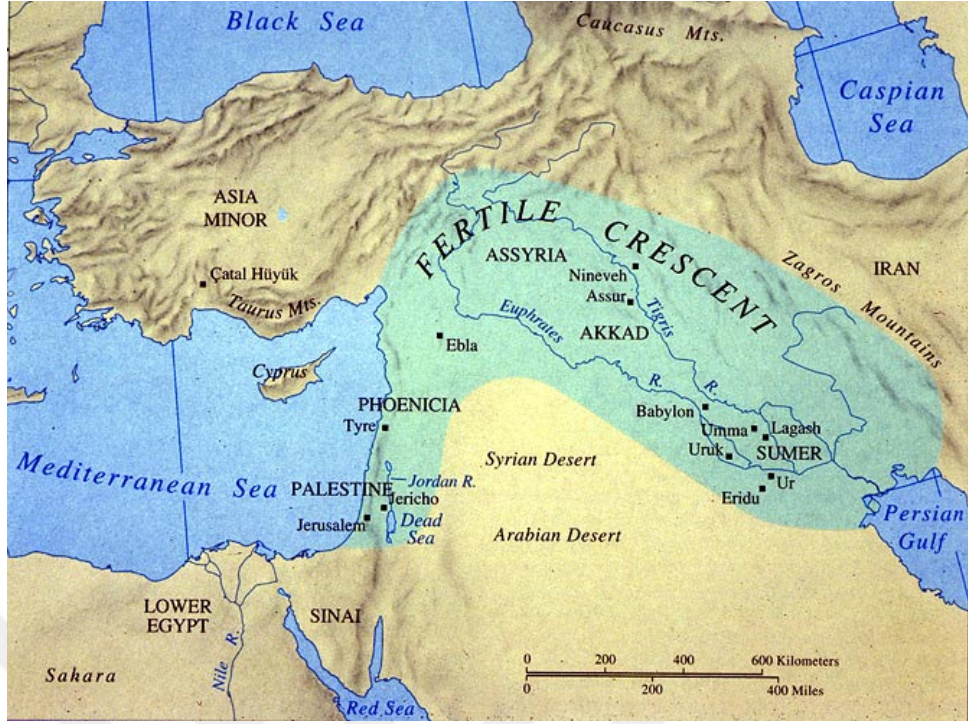 Black Sea
Caucasus Mts.
Caspian
Sea
ASIA
MINOR
FERTILE CRESCENT
ASSYRIA
Nineveh
Zagros Mountains
IRAN
Çatal Hüyük
Taurus Mts.
Assur
Tigris R.
Euphrates R.
AKKAD
Ebla
Cyprus
PHOENICIA
Babylon
Tyre
Umma
Lagash
Uruk
SUMER
Syrian Desert
Mediterranean Sea
PALESTINE
Jordan R.
Ur
Jericho
Eridu
Jerusalem
Dead
Sea
Arabian Desert
Persian
Gulf
LOWER
EGYPT
SINAI
Nile R.
Sahara
Red Sea
0 200 400 600 Kilometers
0 200 400 Miles